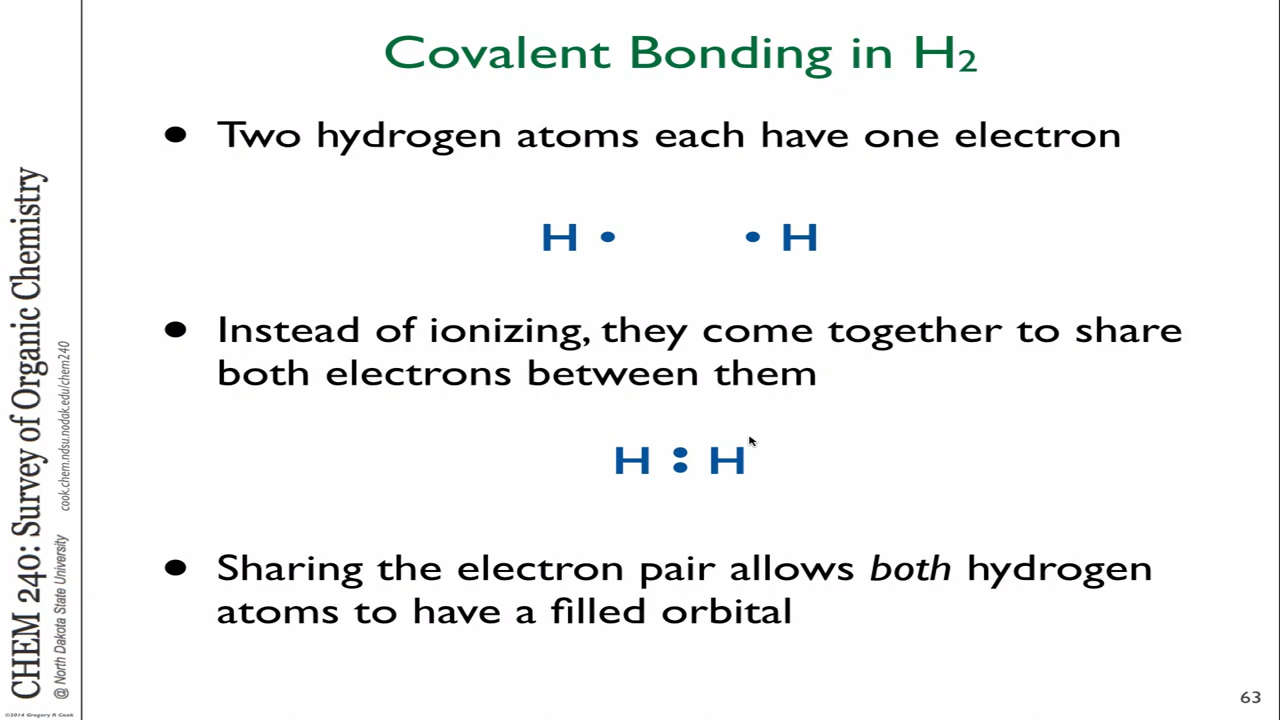 Covalent Bonding in H₂
• Two hydrogen atoms each have one electron
H • • H
• Instead of ionizing, they come together to share
both electrons between them
H : H
• Sharing the electron pair allows both hydrogen
atoms to have a filled orbital
63
CHEM 240: Survey of Organic Chemistry
@ North Dakota State University cook.chem.ndsu.nodak.edu/chem240
©2014 Gregory R Cook